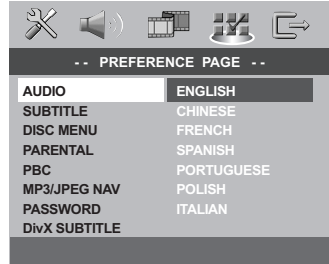 -- PREFERENCE PAGE --
AUDIO ENGLISH
SUBTITLE CHINESE
DISC MENU FRENCH
PARENTAL SPANISH
PBC PORTUGUESE
MP3/JPEG NAV POLISH
PASSWORD ITALIAN
DivX SUBTITLE